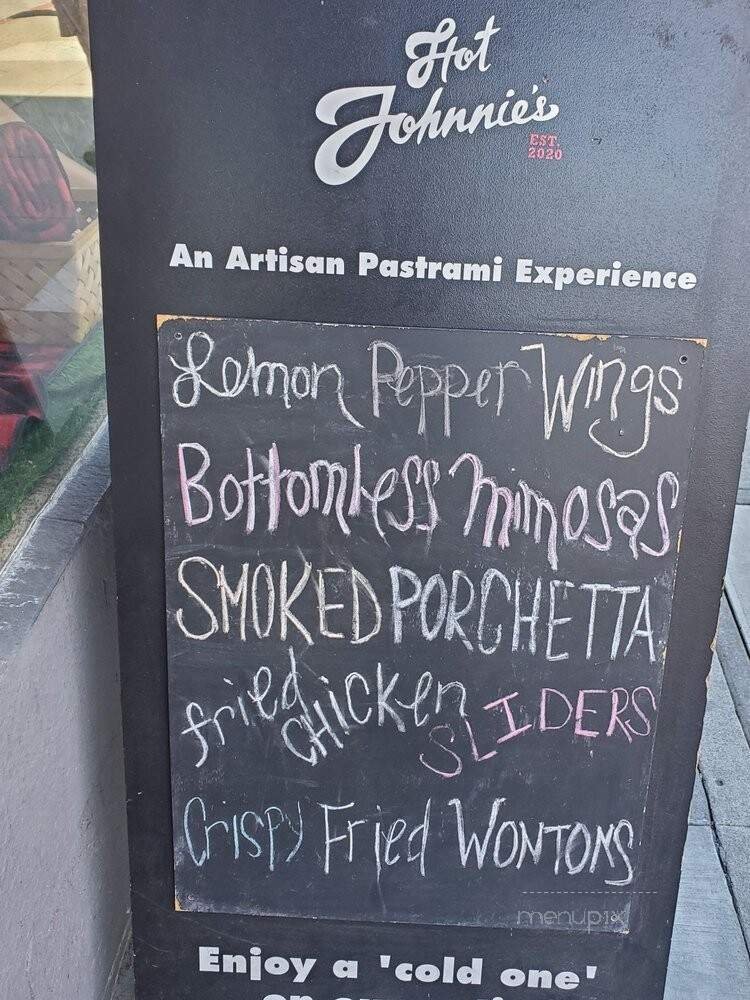 Hot
Johnnie's
EST.
2020
An Artisan Pastrami Experience
Lemon Pepper Wings
Bottomless Mimosas
SMOKED PORCHETTA
fried CHICKen SLIDERS
Crispy Fried WONTONS
menupix
Enjoy a 'cold one'